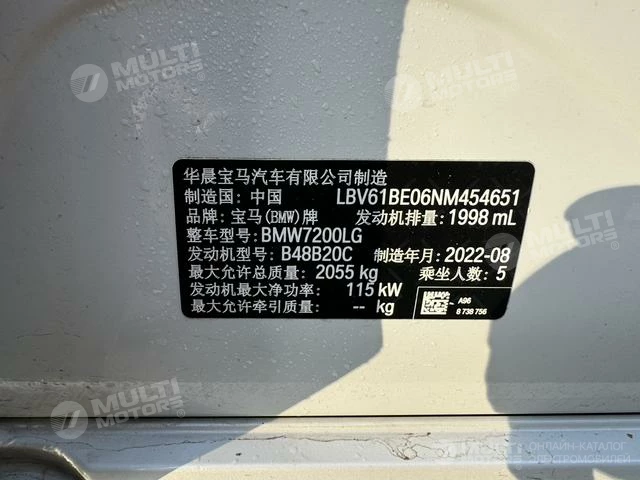 MULTI
MOTORS®
MULTI
MOTORS®
华晨宝马汽车有限公司制造
制造国：中国 LBV61BE06NM454651
品牌：宝马(BMW)牌 发动机排量：1998 mL
整车型号：BMW7200LG
发动机型号：B48B20C 制造年月：2022-08
最大允许总质量：2055 kg 乘坐人数：5
发动机最大净功率： 115 kW
最大允许牵引质量： -- kg
A96
8 738 756
MULTI
MOTORS®
MULTI
MOTORS®
ОНЛАЙН-КАТАЛОГ